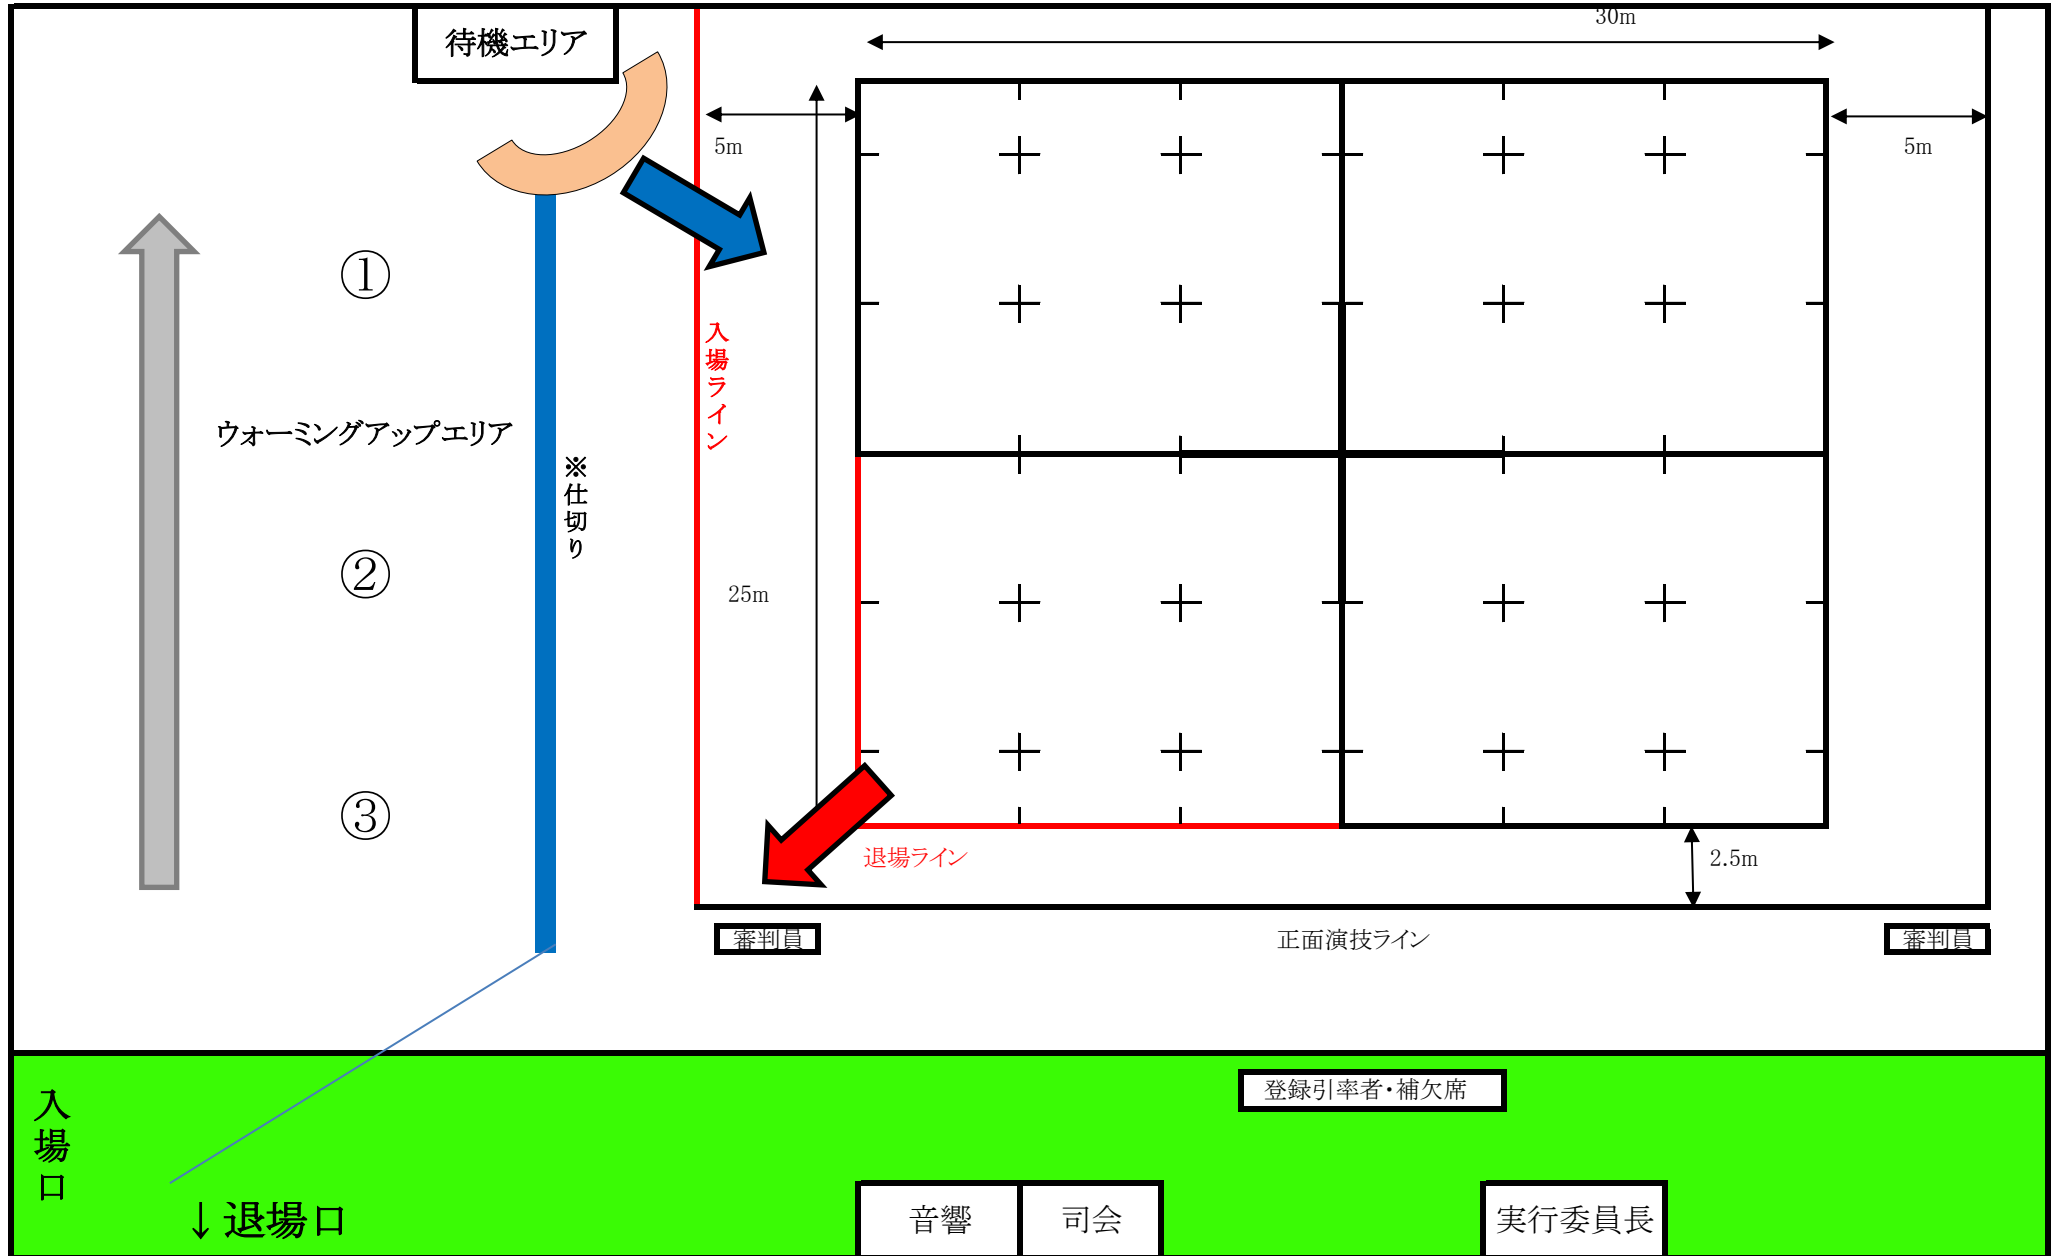 30m
待機エリア
5m
5m
①
入場ライン
ウォーミングアップエリア
※仕切り
②
25m
③
退場ライン
2.5m
審判員
正面演技ライン
審判員
登録引率者・補欠席
入場口
↓退場口
音響
司会
実行委員長